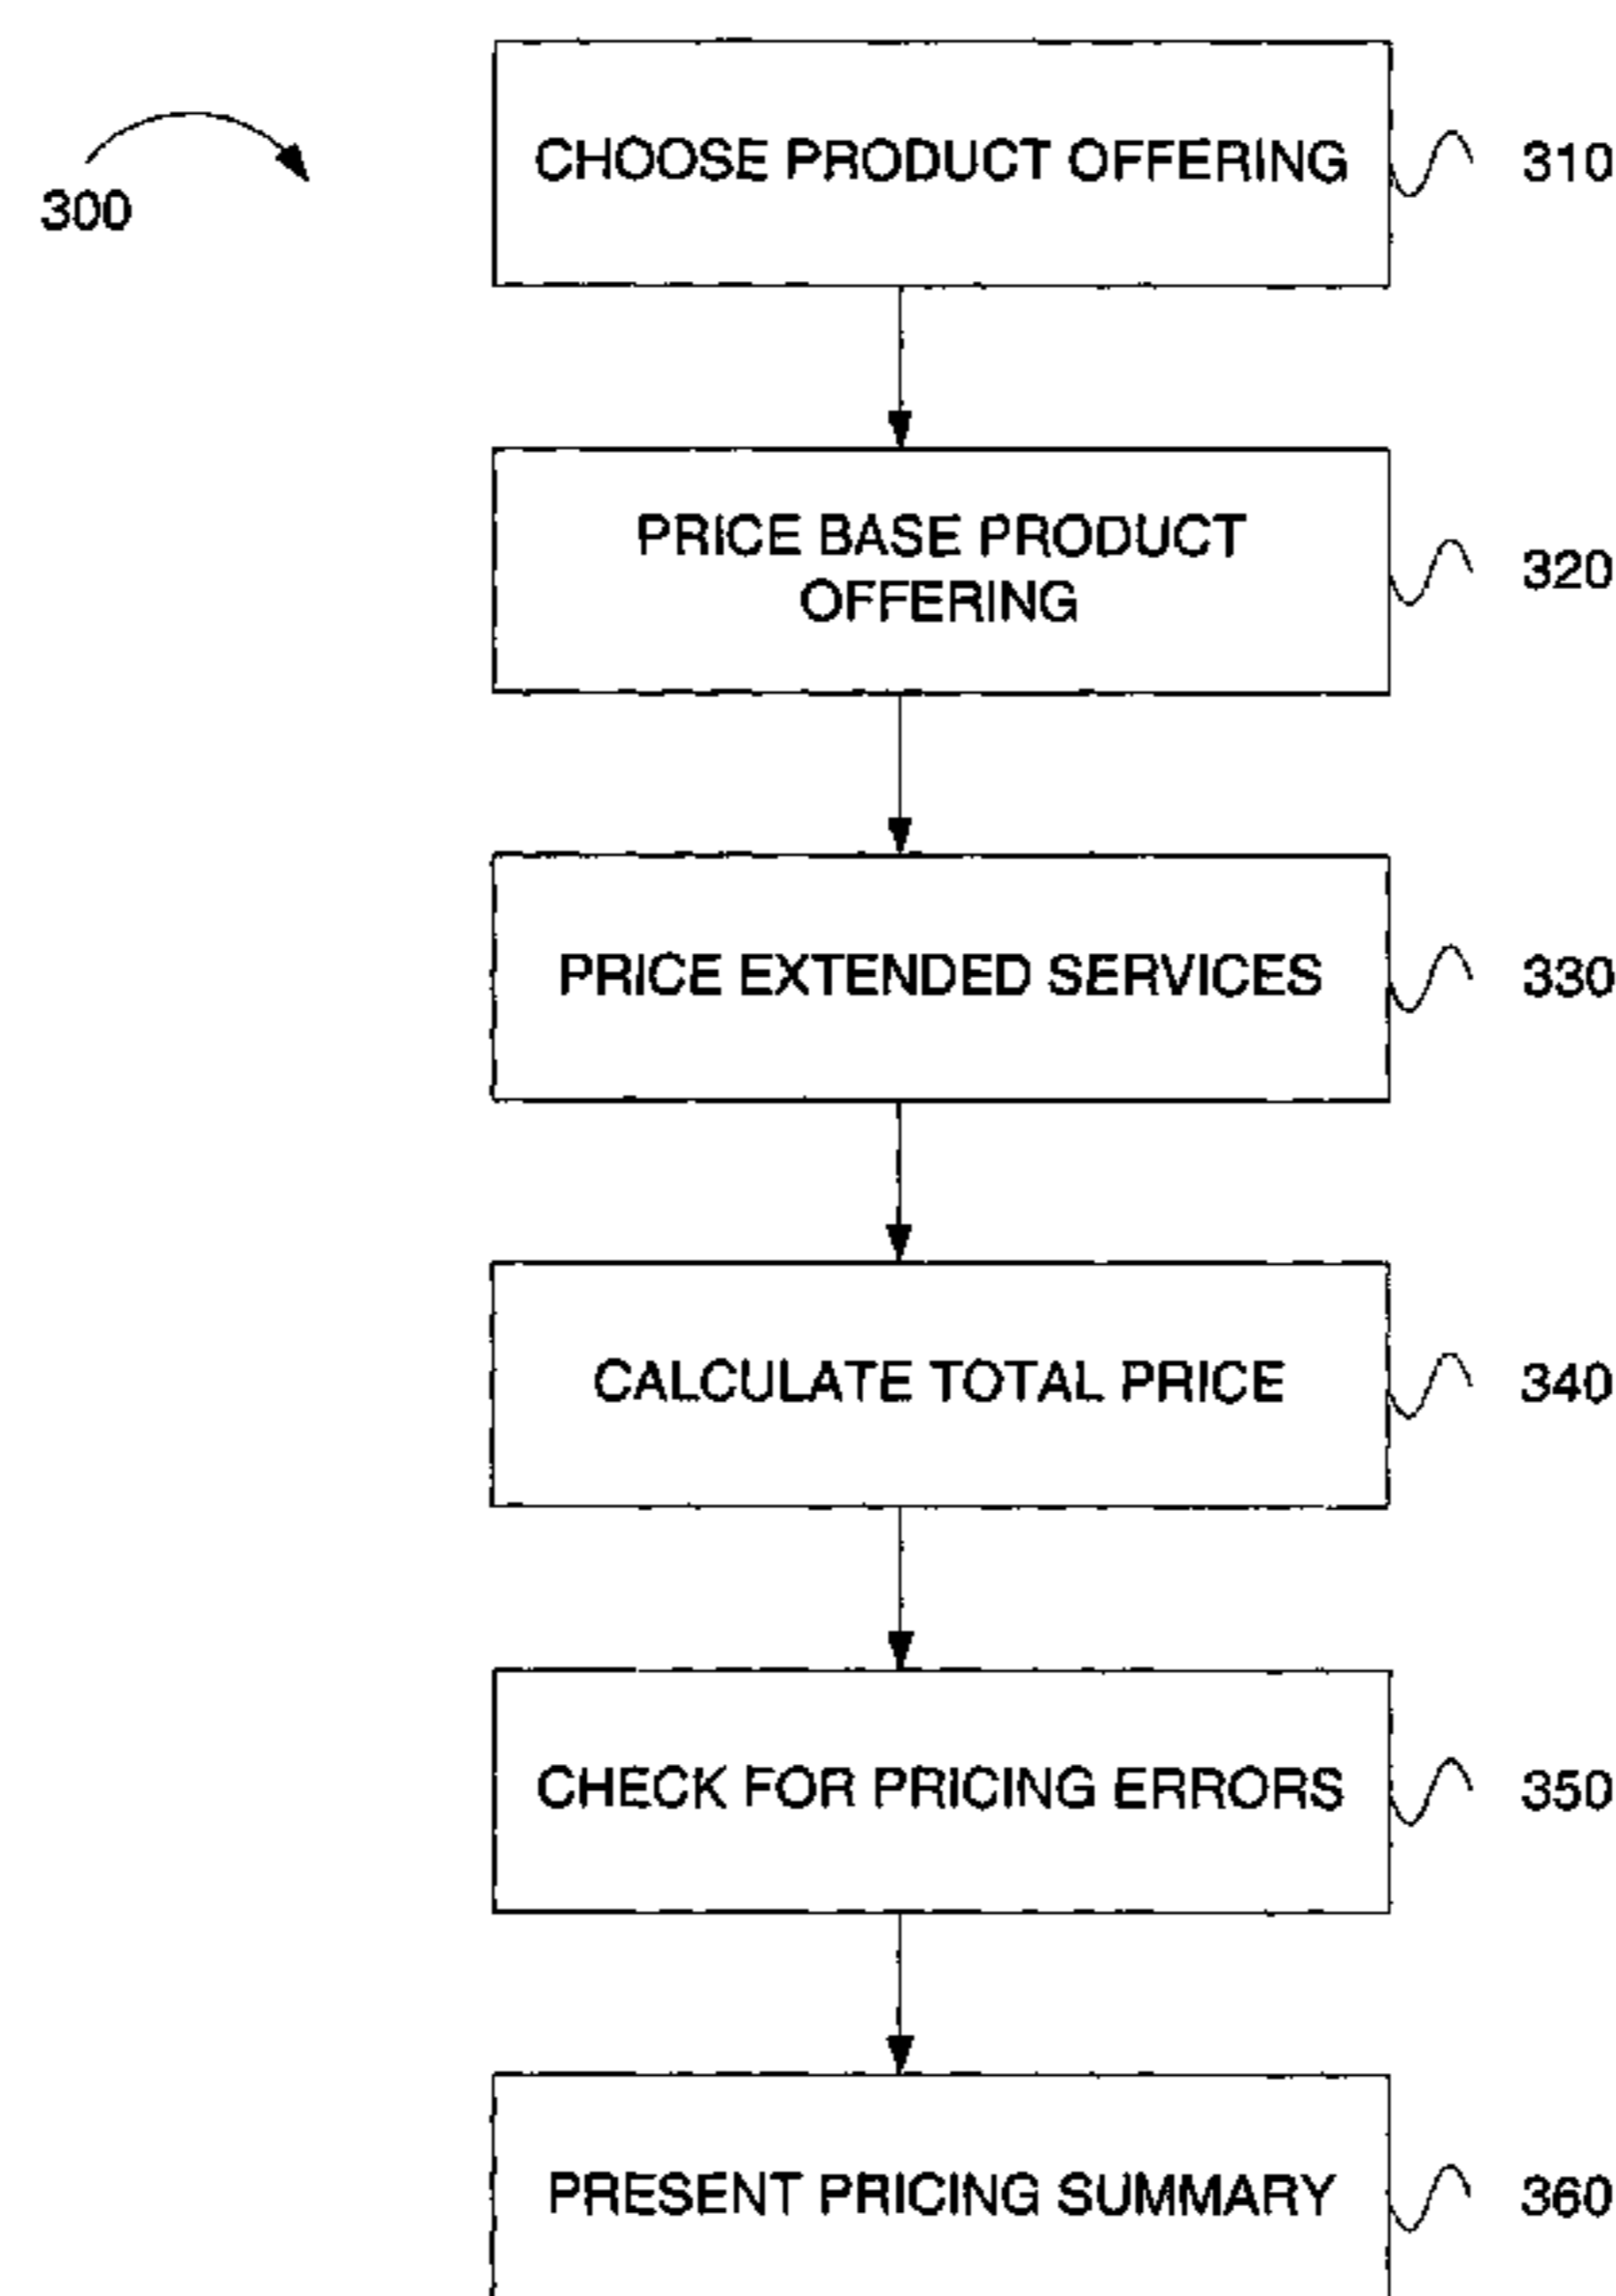 300
CHOOSE PRODUCT OFFERING
310
PRICE BASE PRODUCT
OFFERING
320
PRICE EXTENDED SERVICES
330
CALCULATE TOTAL PRICE
340
CHECK FOR PRICING ERRORS
350
PRESENT PRICING SUMMARY
360